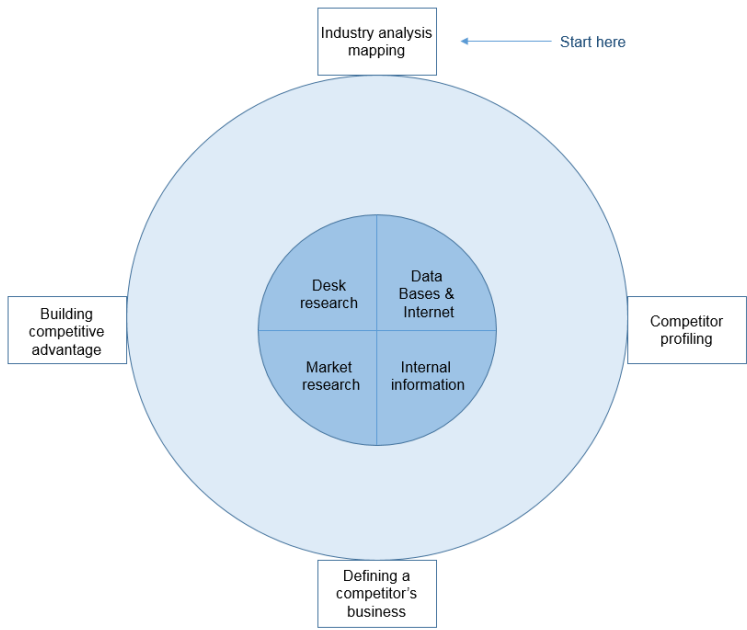 Industry analysis
mapping
Start here
Desk
research
Data
Bases &
Internet
Building
competitive
advantage
Competitor
profiling
Market
research
Internal
information
Defining a
competitor's
business